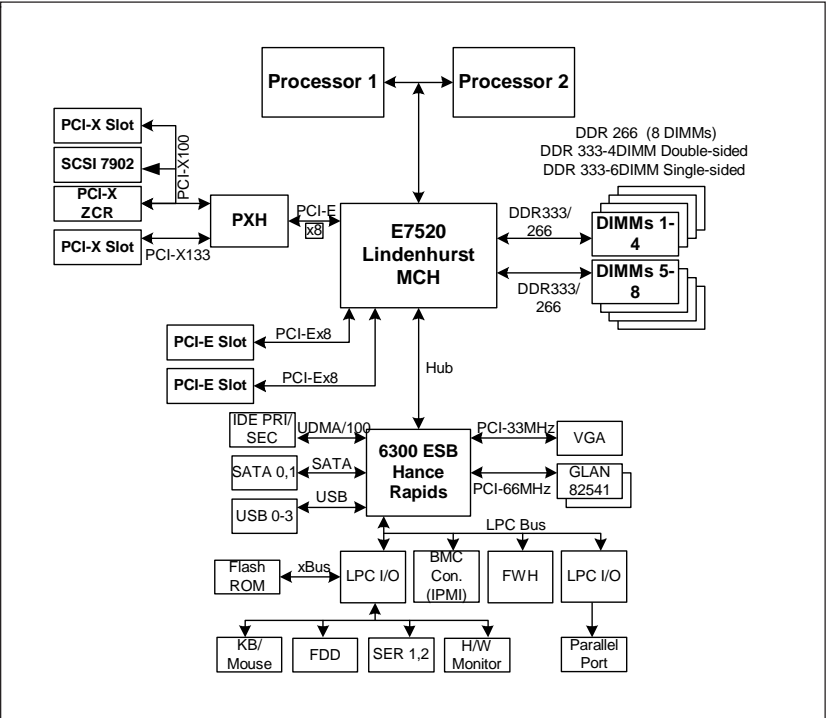 Processor 1
Processor 2
PCI-X Slot
SCSI 7902
PCI-X
ZCR
PCI-X Slot
PCI-X100
PCI-X133
PXH
PCI-E
x8
E7520
Lindenhurst
MCH
DDR 266 (8 DIMMs)
DDR 333-4DIMM Double-sided
DDR 333-6DIMM Single-sided
DDR333/
266
DIMMs 1-
4
DDR333/
266
DIMMs 5-
8
PCI-E Slot
PCI-Ex8
PCI-E Slot
PCI-Ex8
Hub
IDE PRI/
SEC
UDMA/100
SATA 0,1
SATA
USB 0-3
USB
6300 ESB
Hance
Rapids
PCI-33MHz
VGA
PCI-66MHz
GLAN
82541
LPC Bus
Flash
ROM
xBus
LPC I/O
BMC
Con.
(IPMI)
FWH
LPC I/O
KB/
Mouse
FDD
SER 1,2
H/W
Monitor
Parallel
Port